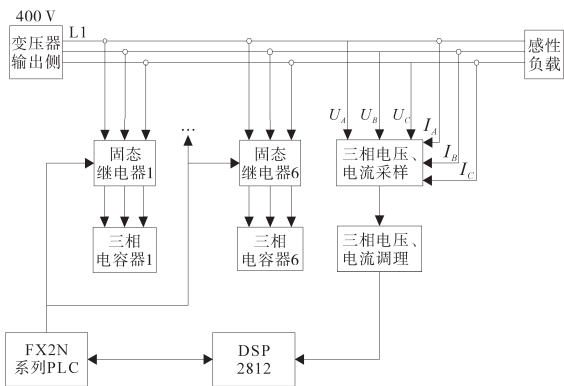 400 V
变压器
输出侧
L1
感性
负载
U_A
U_B
U_C
I_A
I_B
I_C
...
固态
继电器1
固态
继电器6
三相电压、
电流采样
三相
电容器1
三相
电容器6
三相电压、
电流调理
FX2N
系列PLC
DSP
2812